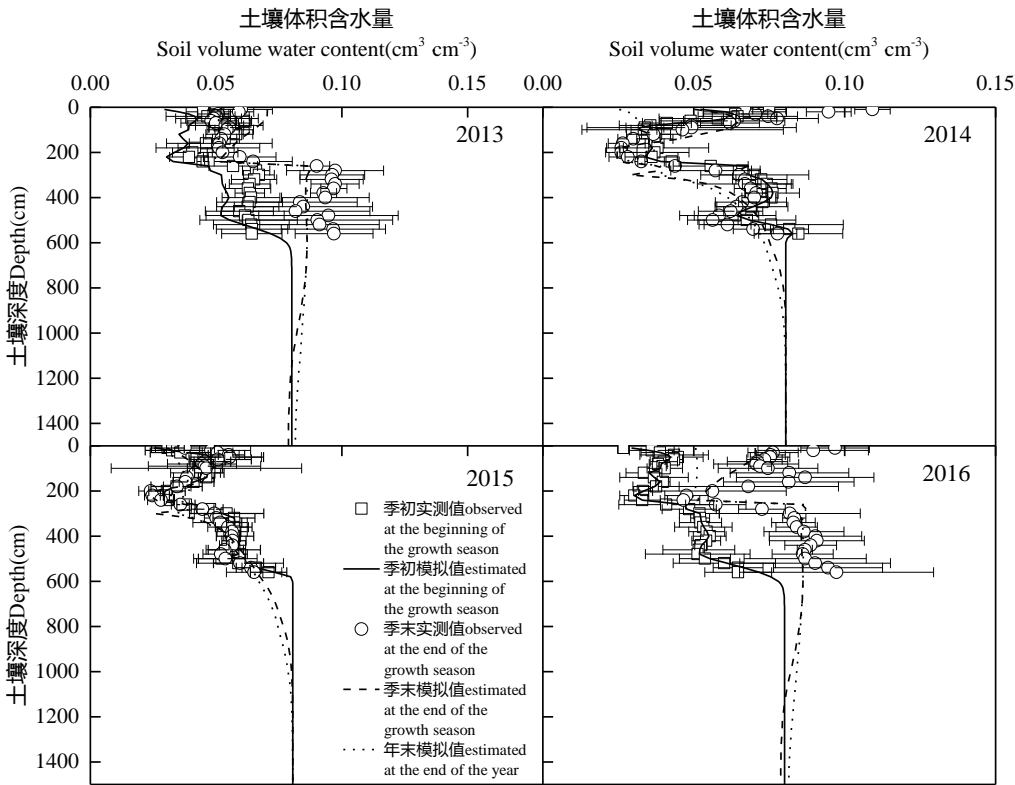 土壤体积含水量
土壤体积含水量
Soil volume water content(cm³ cm⁻³)
Soil volume water content(cm³ cm⁻³)
0.00 0.05 0.10 0.00 0.05 0.10 0.15
0
200
400
600
800
1000
1200
1400
土壤深度Depth(cm)
2013
2014
0
200
400
600
800
1000
1200
1400
土壤深度Depth(cm)
2015
2016
季初实测值observed
at the beginning of
the growth season
季初模拟值estimated
at the beginning of
the growth season
季末实测值observed
at the end of the
growth season
季末模拟值estimated
at the end of the
growth season
年末模拟值estimated
at the end of the year